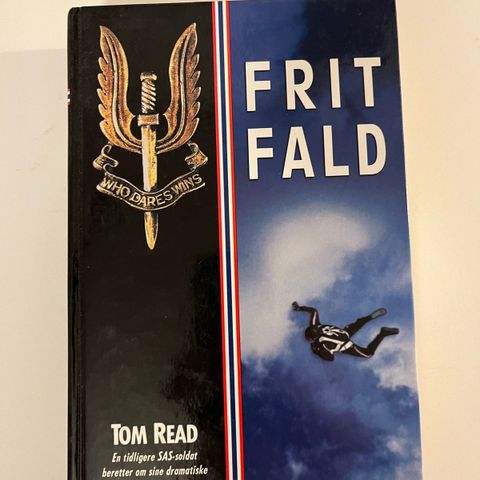 WHO DARES WINS
FRIT
FALD
TOM READ
En tidligere SAS-soldat
beretter om sine dramatiske